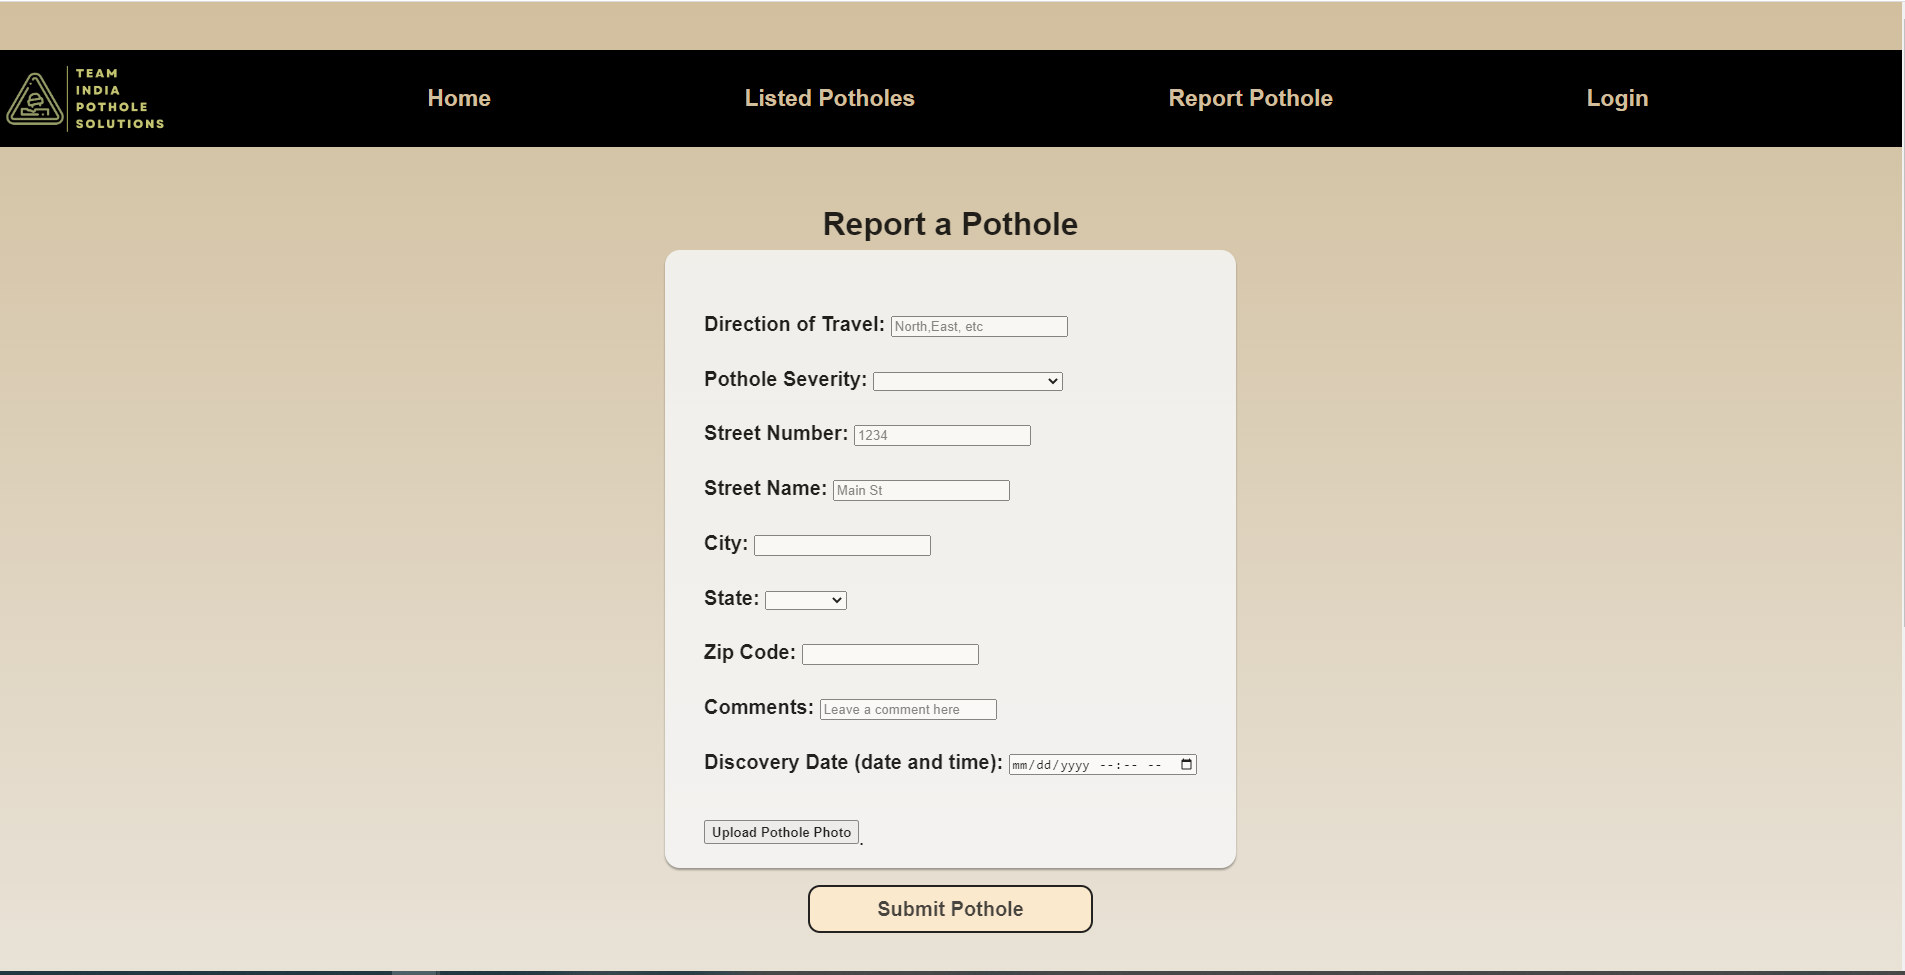 TEAM
INDIA
POTHOLE
SOLUTIONS
Home
Listed Potholes
Report Pothole
Login
Report a Pothole
Direction of Travel: North,East, etc
Pothole Severity:
Street Number: 1234
Street Name: Main St
City:
State:
Zip Code:
Comments: Leave a comment here
Discovery Date (date and time): mm/dd/yyyy --:-- --
Upload Pothole Photo.
Submit Pothole